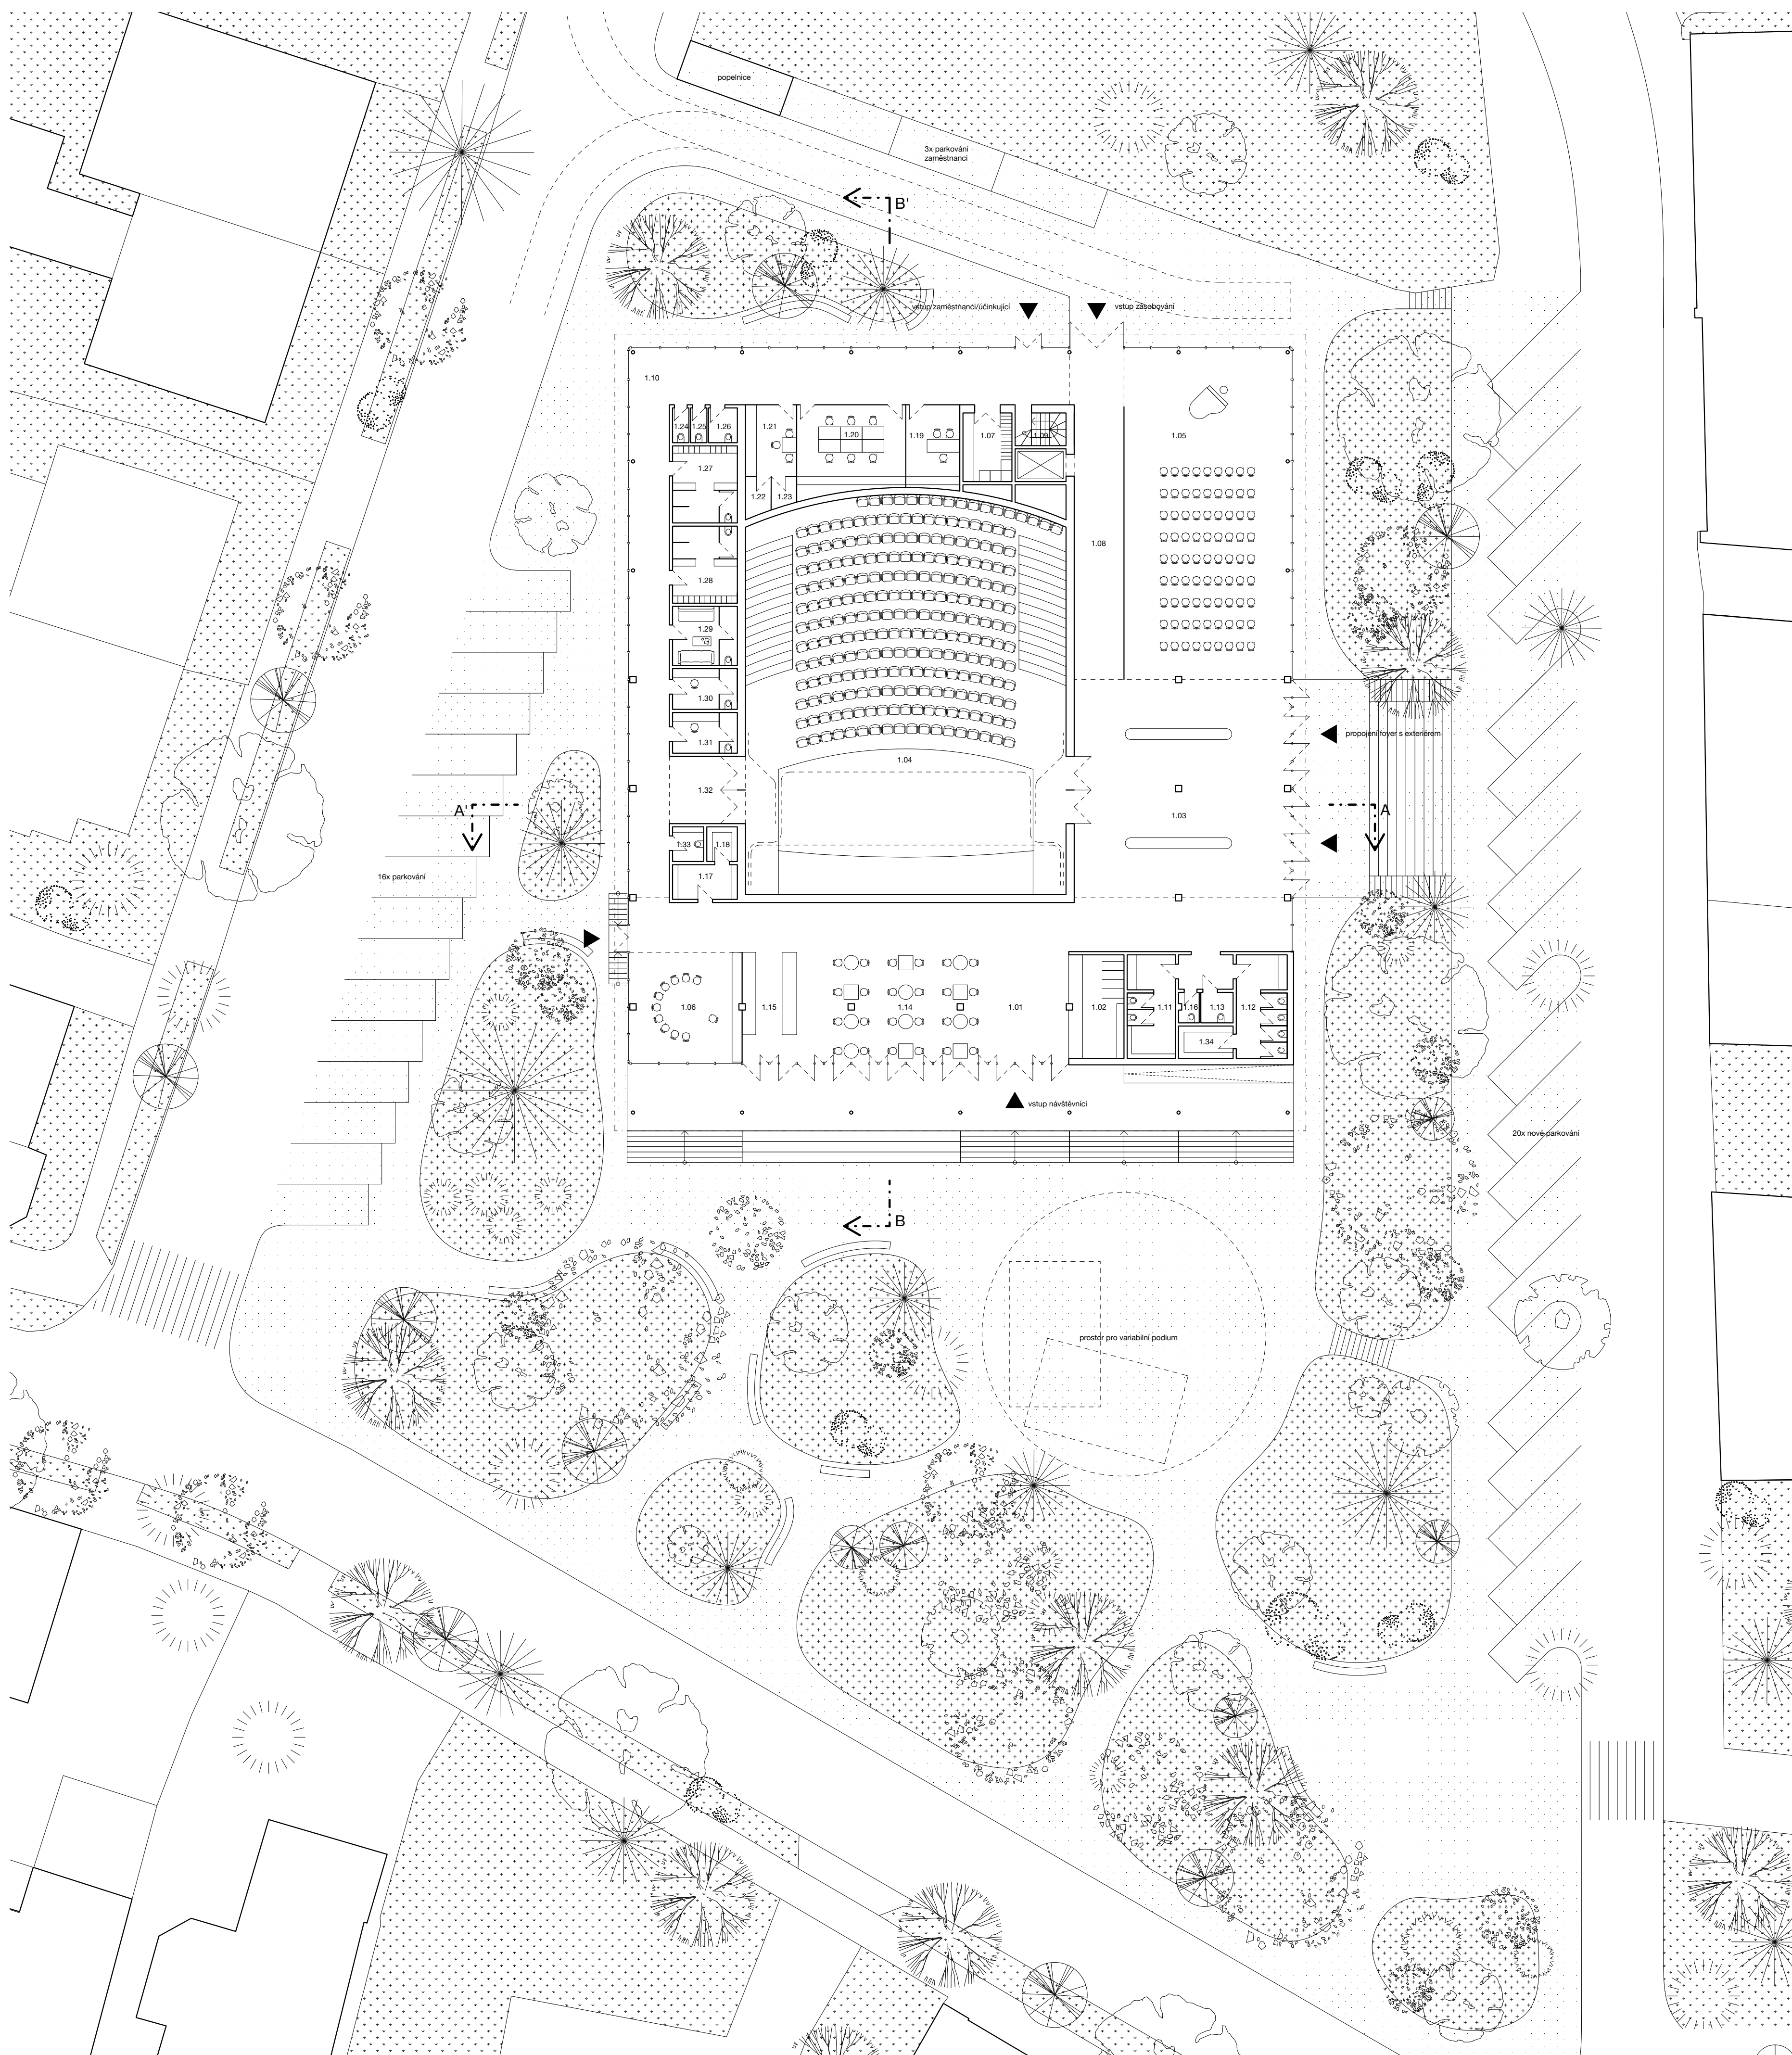 popelnice
3x parkování
zaměstnanci
B'
vstup zaměstnanci/účinkující
vstup zásobování
1.10
1.24
1.25
1.26
1.21
1.20
1.19
1.07
1.09
1.05
1.27
1.22
1.23
1.08
1.28
1.29
1.30
1.31
propojení foyer s exteriérem
1.04
1.32
A'
A
1.03
1.33
1.18
1.17
16x parkování
1.06
1.15
1.14
1.01
1.02
1.11
1.16
1.13
1.12
1.34
vstup návštěvníci
20x nové parkování
B
prostor pro variabilní podium